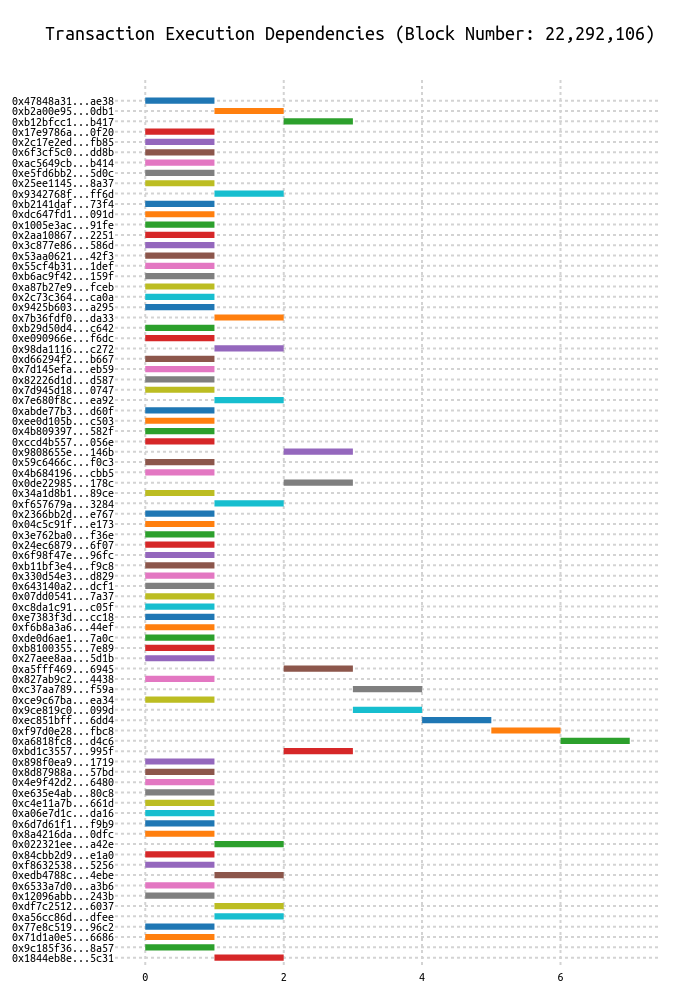 Transaction Execution Dependencies (Block Number: 22,292,106)
0x47848a31...ae38
0xb2a00e95...0db1
0xb12bfcc1...b417
0x17e9786a...0f20
0x2c17e2ed...fb85
0x6f3cf5c0...dd8b
0xac5649cb...b414
0xe5fd6bb2...5d0c
0x25ee1145...8a37
0x9342768f...ff6d
0xb2141daf...73f4
0xdc647fd1...091d
0x1005e3ac...91fe
0x2aa10867...2251
0x3c877e86...586d
0x53aa0621...42f3
0x55cf4b31...1def
0xb6ac9f42...159f
0xa87b27e9...fceb
0x2c73c364...ca0a
0x9425b603...a295
0x7b36fdf0...da33
0xb29d50d4...c642
0xe090966e...f6dc
0x98da1116...c272
0xd66294f2...b667
0x7d145efa...eb59
0x82226d1d...d587
0x7d945d18...0747
0x7e680f8c...ea92
0xabde77b3...d60f
0xee0d105b...c503
0x4b809397...582f
0xccd4b557...056e
0x9808655e...146b
0x59c6466c...f0c3
0x4b684196...cbb5
0x0de22985...178c
0x34a1d8b1...89ce
0xf657679a...3284
0x2366bb2d...e767
0x04c5c91f...e173
0x3e762ba0...f36e
0x24ec6879...6f07
0x6f98f47e...96fc
0xb11bf3e4...f9c8
0x330d54e3...d829
0x643140a2...dcf1
0x07dd0541...7a37
0xc8da1c91...c05f
0xe7383f3d...cc18
0xf6b8a3a6...44ef
0xde0d6ae1...7a0c
0xb8100355...7e89
0x27aee8aa...5d1b
0xa5fff469...6945
0x827ab9c2...4438
0xc37aa789...f59a
0xce9c67ba...ea34
0x9ce819c0...099d
0xec851bff...6dd4
0xf97d0e28...fbc8
0xa6818fc8...d4c6
0xbd1c3557...995f
0x898f0ea9...1719
0x8d87988a...57bd
0x4e9f42d2...6480
0xe635e4ab...80c8
0xc4e11a7b...661d
0xa06e7d1c...da16
0x6d7d61f1...f9b9
0x8a4216da...0dfc
0x022321ee...a42e
0x84cbb2d9...e1a0
0xf8632538...5256
0xedb4788c...4ebe
0x6533a7d0...a3b6
0x12096abb...243b
0xdf7c2512...6037
0xa56cc86d...dfee
0x77e8c519...96c2
0x71d1a0e5...6686
0x9c185f36...8a57
0x1844eb8e...5c31
0 2 4 6